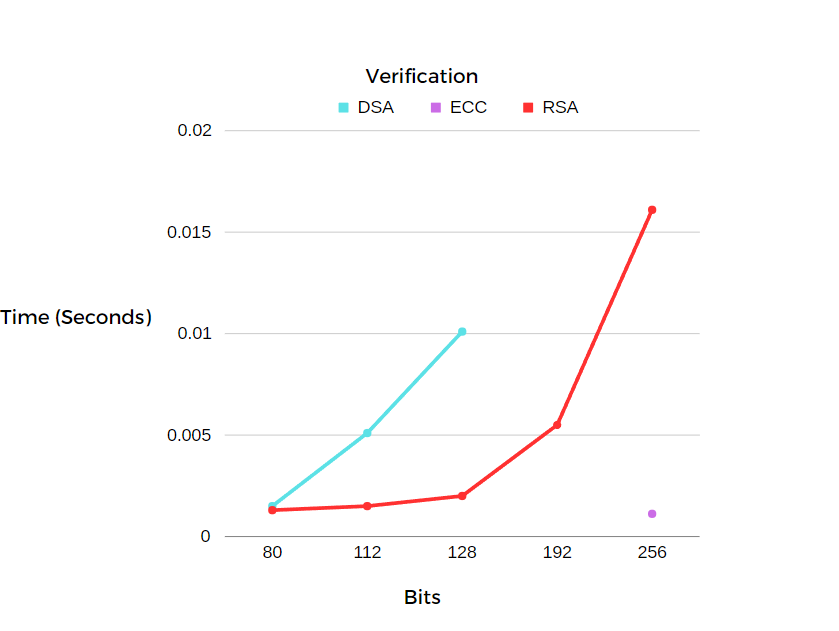 Verification
DSA ECC RSA
0.02
0.015
Time (Seconds)
0.01
0.005
0
80 112 128 192 256
Bits